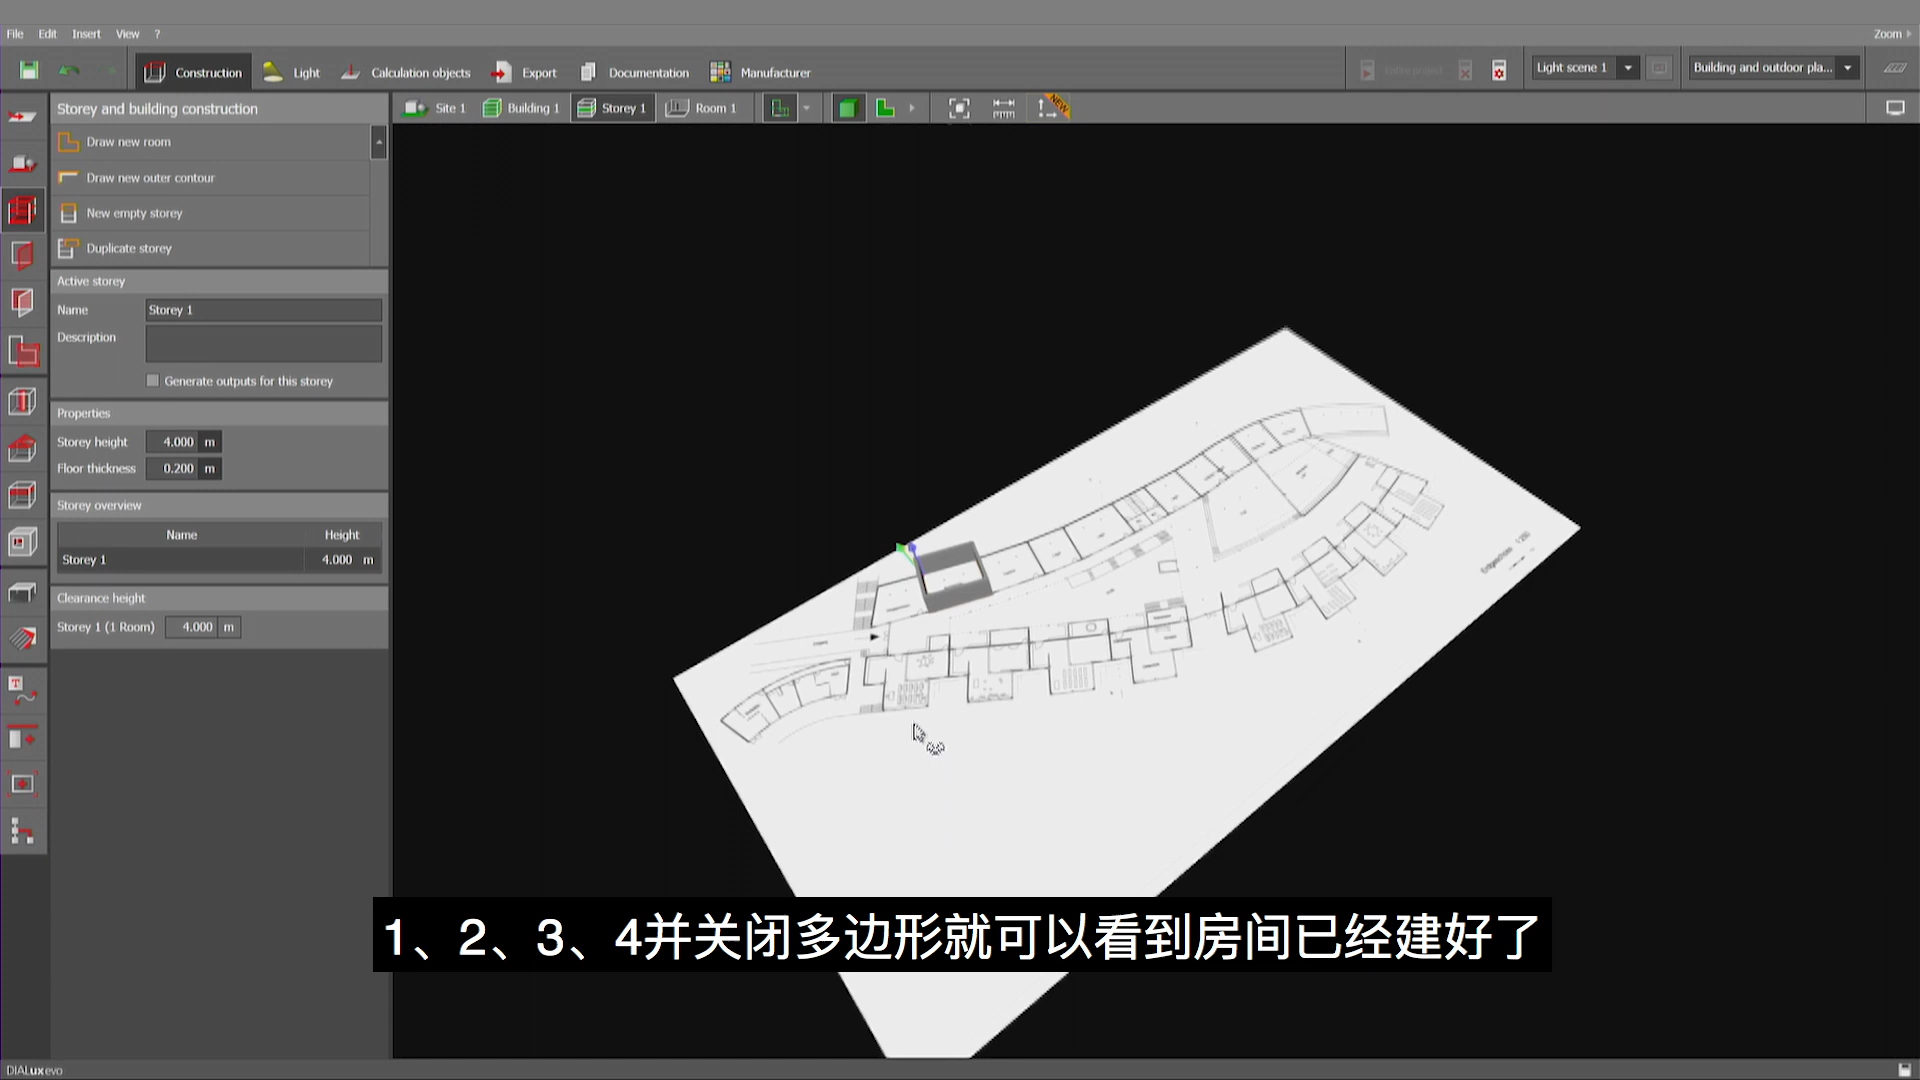 File Edit Insert View ?
Zoom
Construction Light Calculation objects Export Documentation Manufacturer
Light scene 1
Building and outdoor pla...
Storey and building construction
Site 1 Building 1 Storey 1 Room 1
NEW
Draw new room
Draw new outer contour
New empty storey
Duplicate storey
Active storey
Name Storey 1
Description
Generate outputs for this storey
Properties
Storey height 4.000 m
Floor thickness 0.200 m
Storey overview
Name Height
Storey 1 4.000 m
Clearance height
Storey 1 (1 Room) 4.000 m
1、2、3、4并关闭多边形就可以看到房间已经建好了
DIALux evo